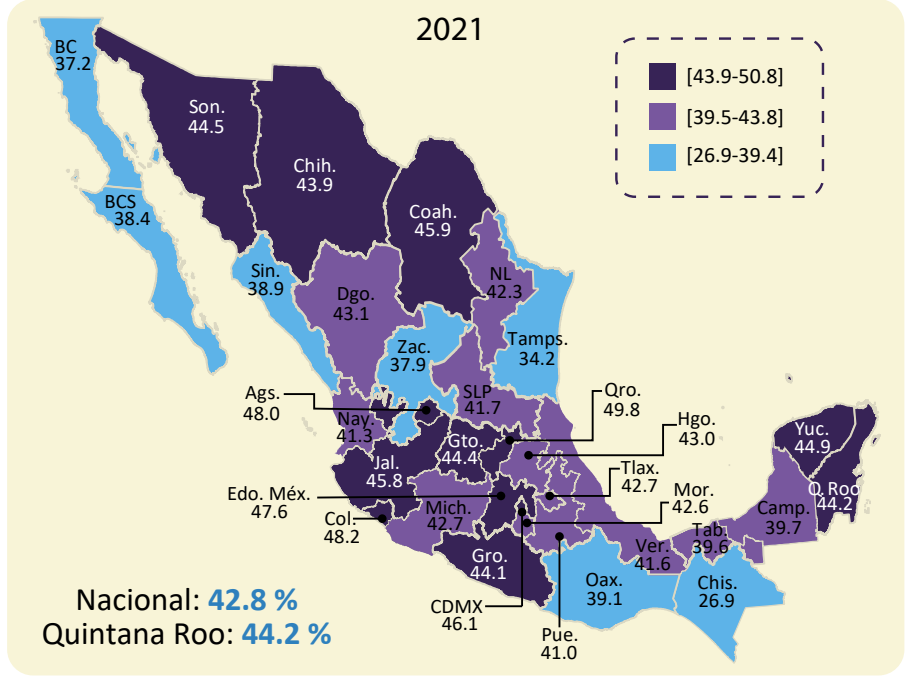 2021
[43.9-50.8]
[39.5-43.8]
[26.9-39.4]
BC
37.2
Son.
44.5
Chih.
43.9
BCS
38.4
Coah.
45.9
Sin.
38.9
NL
42.3
Dgo.
43.1
Tamps.
34.2
Zac.
37.9
Ags.
48.0
SLP
41.7
Qro.
49.8
Nay.
41.3
Hgo.
43.0
Gto.
44.4
Yuc.
44.9
Jal.
45.8
Tlax.
42.7
Q.Roo
44.2
Edo. Méx.
47.6
Mor.
42.6
Mich.
42.7
Camp.
39.7
Col.
48.2
Tab.
39.6
Ver.
41.6
Gro.
44.1
Oax.
39.1
Chis.
26.9
CDMX
46.1
Pue.
41.0
Nacional: 42.8 %
Quintana Roo: 44.2 %